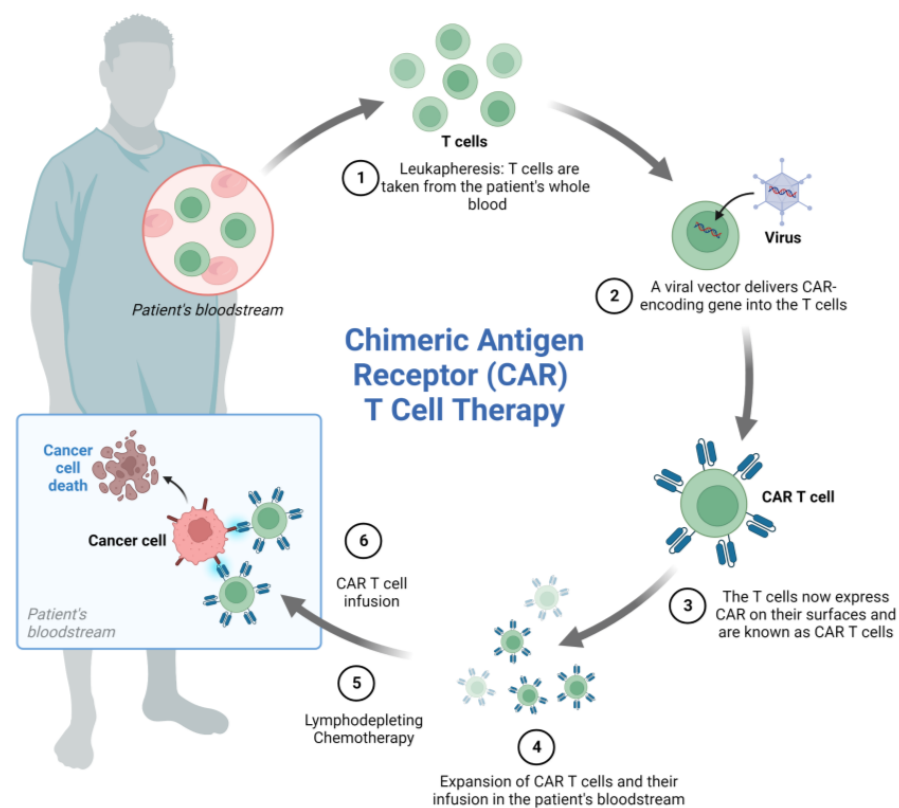 T cells
1
Leukapheresis: T cells are
taken from the patient's whole
blood
Virus
2
A viral vector delivers CAR-
encoding gene into the T cells
Patient's bloodstream
Chimeric Antigen
Receptor (CAR)
T Cell Therapy
CAR T cell
3
The T cells now express
CAR on their surfaces and
are known as CAR T cells
4
Expansion of CAR T cells and their
infusion in the patient's bloodstream
5
Lymphodepleting
Chemotherapy
6
CAR T cell
infusion
Cancer
cell
death
Cancer cell
Patient's
bloodstream